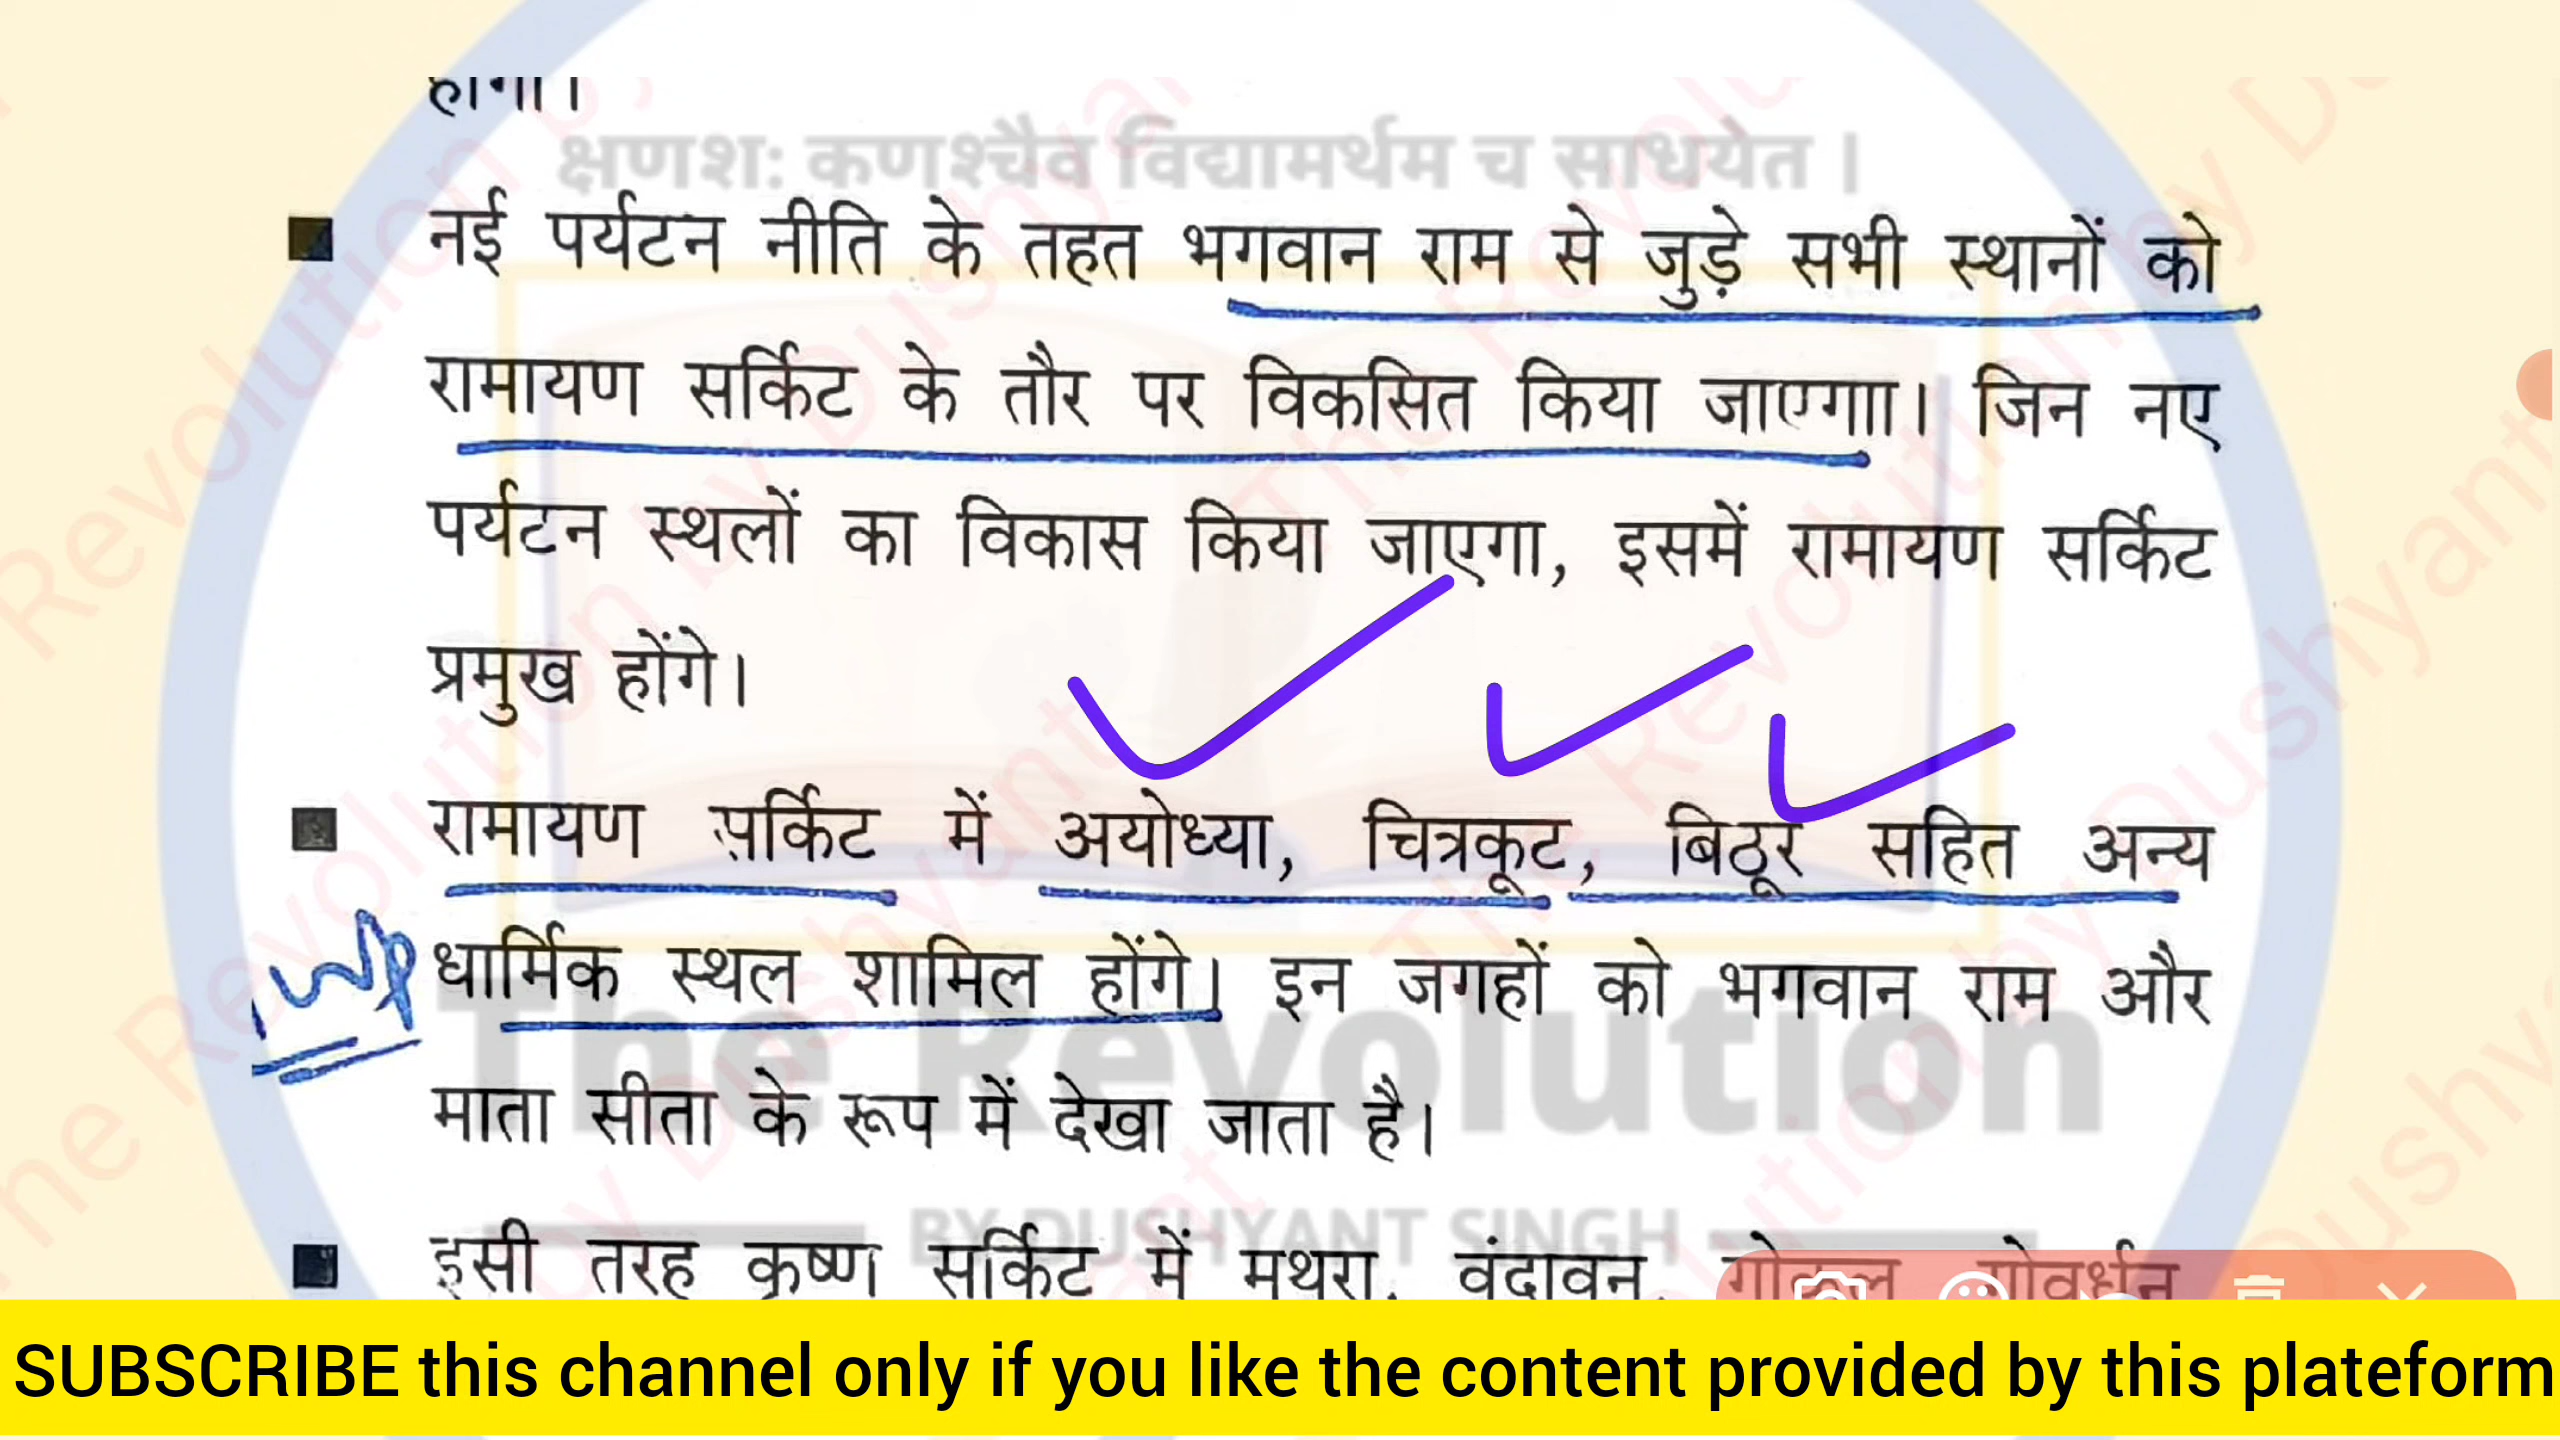 होगा।
क्षणश: कणश्चैव विद्यामर्थम च साधयेत ।
■ नई पर्यटन नीति के तहत भगवान राम से जुड़े सभी स्थानों को
रामायण सर्किट के तौर पर विकसित किया जाएगाा। जिन नए
पर्यटन स्थलों का विकास किया जाएगा, इसमें रामायण सर्किट
प्रमुख होंगे।
■ रामायण सर्किट में अयोध्या, चित्रकूट, बिठूर सहित अन्य
धार्मिक स्थल शामिल होंगे। इन जगहों को भगवान राम और
The Revolution
माता सीता के रूप में देखा जाता है।
BY DUSHYANT SINGH
■ इसी तरह कृष्ण सर्किट में मथुरा, वृंदावन, गोकुल गोवर्धन
SUBSCRIBE this channel only if you like the content provided by this plateform